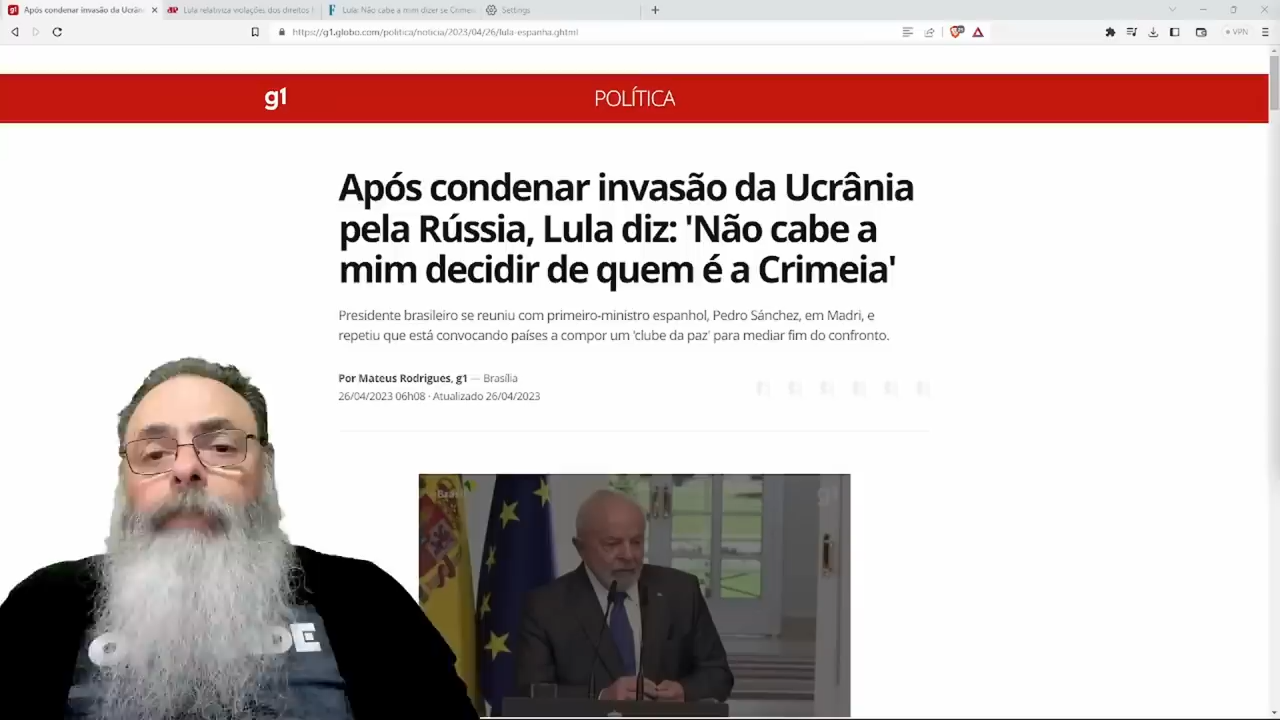 Após condenar invasão da Ucrân
Lula relativiza violações dos direitos h
Lula: Não cabe a mim dizer se Crimei
Settings
https://g1.globo.com/politica/noticia/2023/04/26/lula-espanha.ghtml
VPN
g1
POLÍTICA
Após condenar invasão da Ucrânia
pela Rússia, Lula diz: 'Não cabe a
mim decidir de quem é a Crimeia'
Presidente brasileiro se reuniu com primeiro-ministro espanhol, Pedro Sánchez, em Madri, e
repetiu que está convocando países a compor um 'clube da paz' para mediar fim do confronto.
Por Mateus Rodrigues, g1 — Brasília
26/04/2023 06h08 · Atualizado 26/04/2023
g1